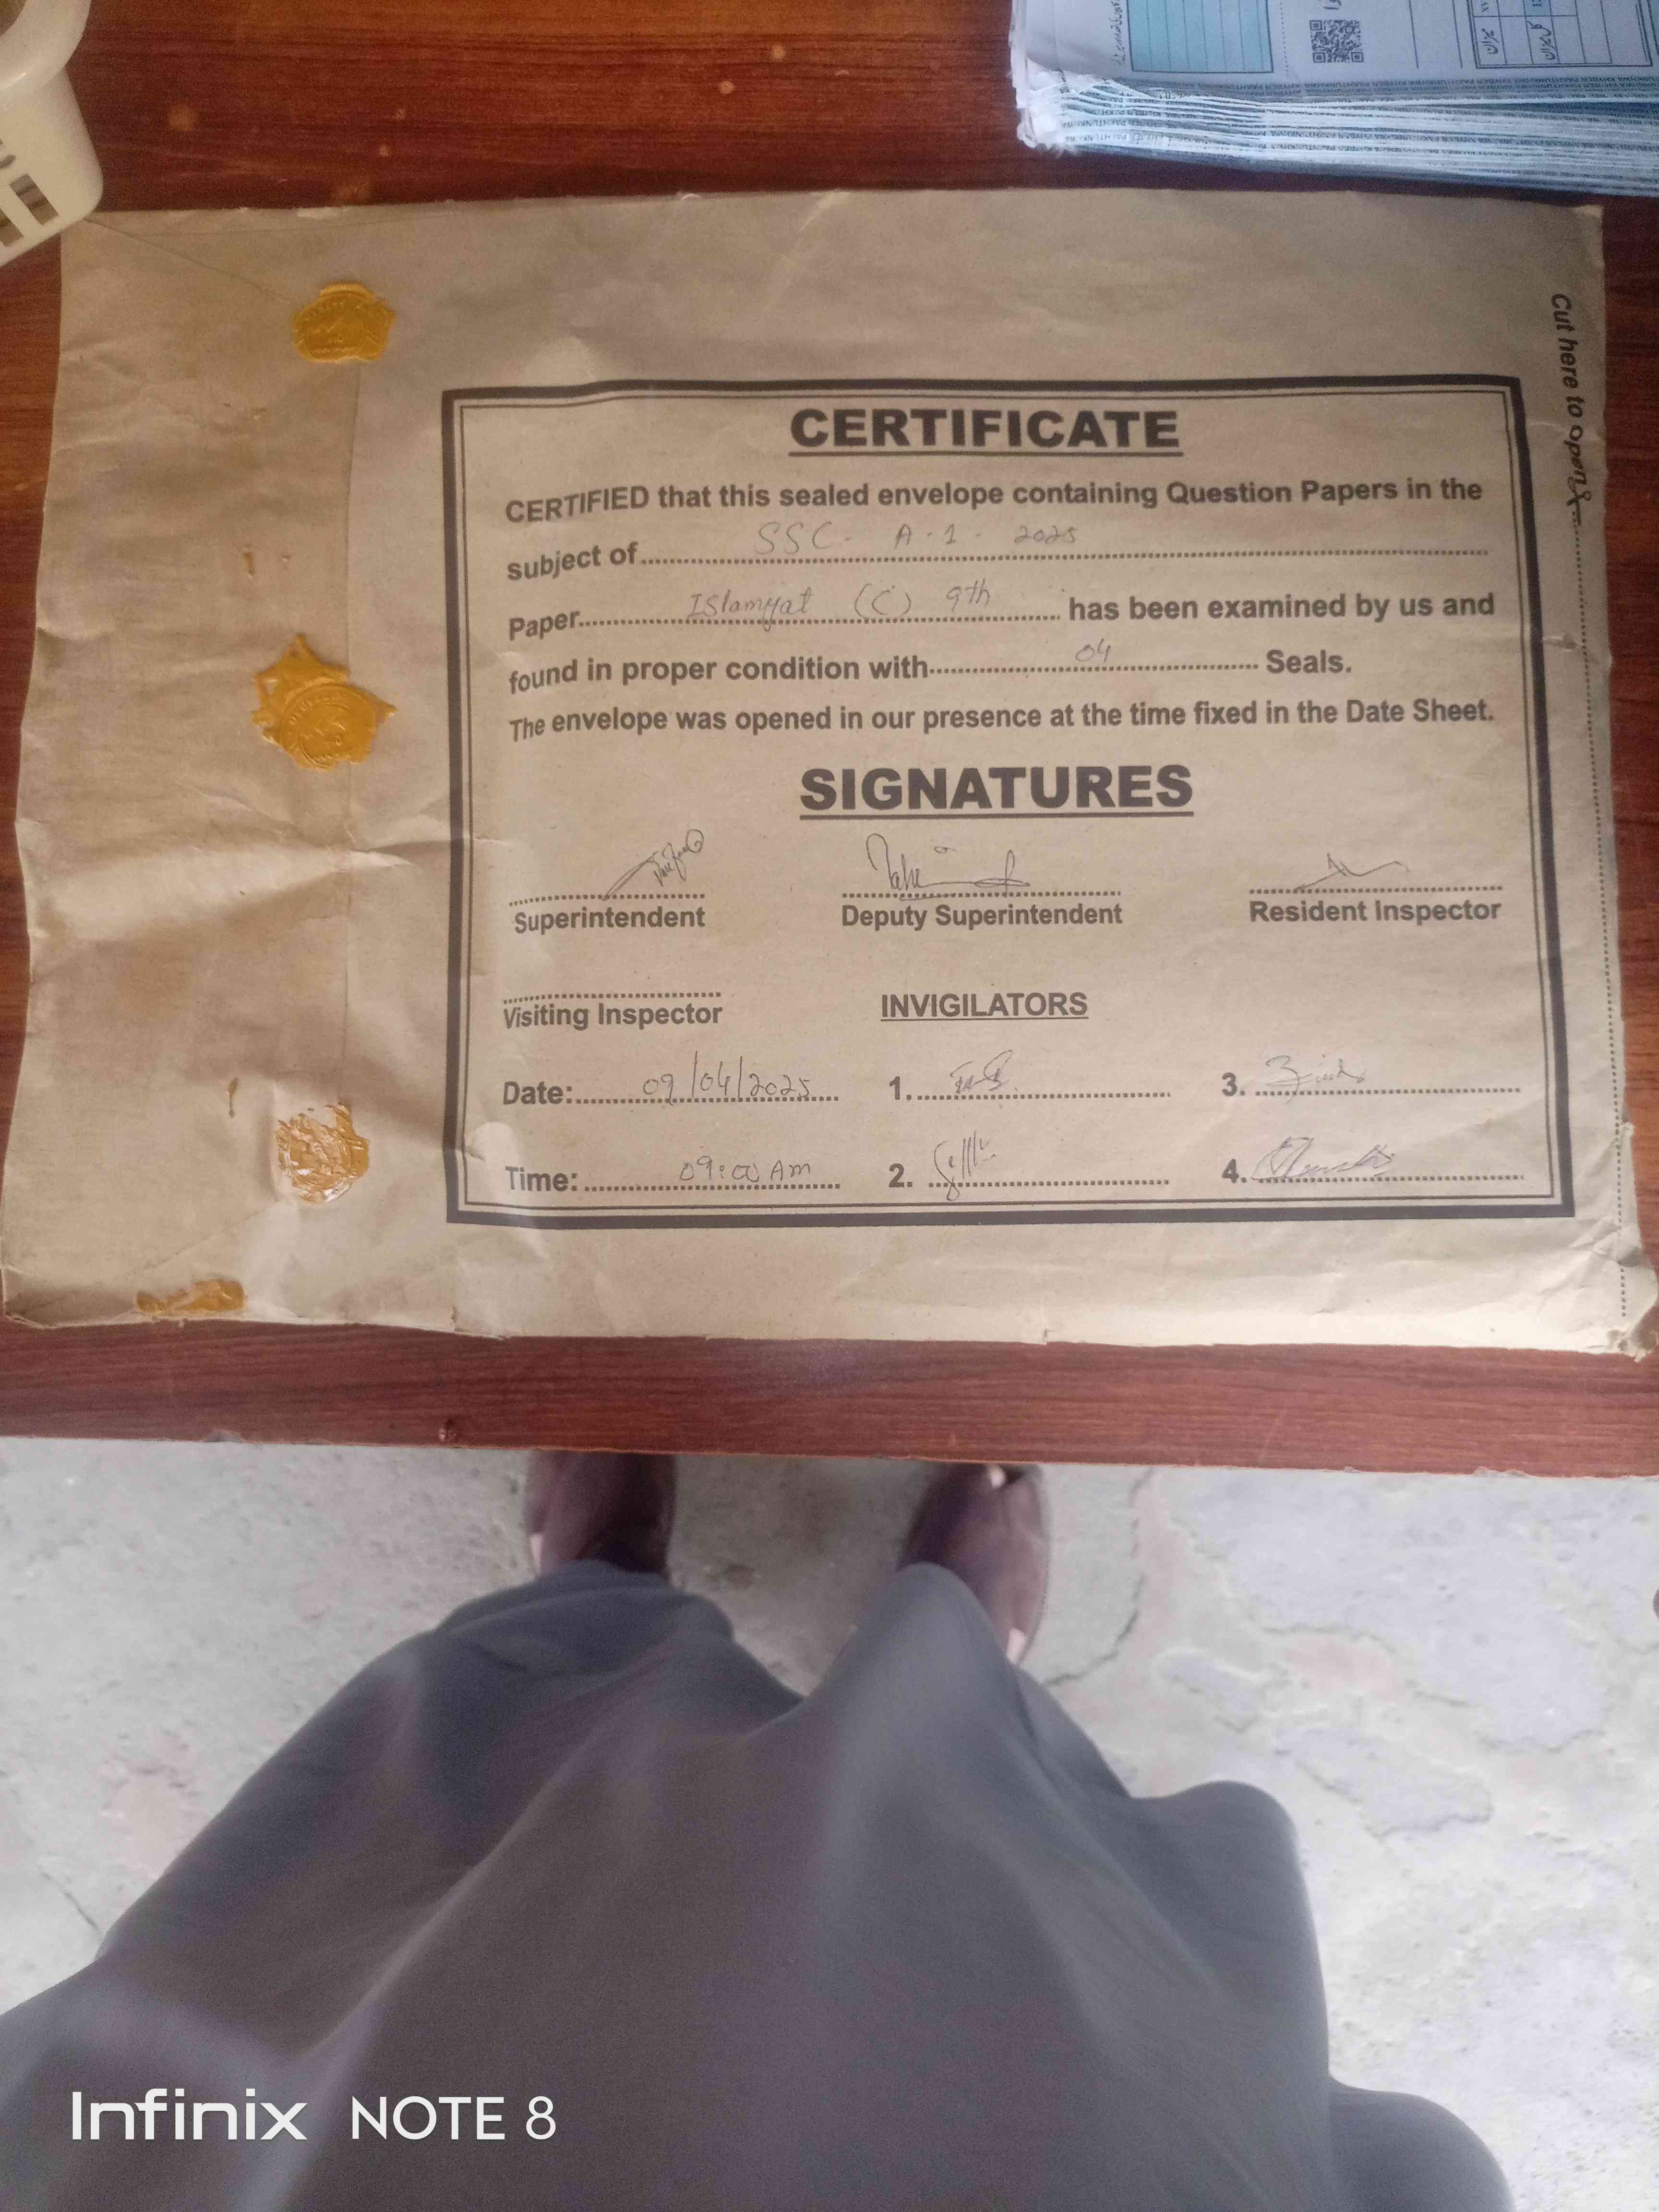 Cut here to open
CERTIFICATE
CERTIFIED that this sealed envelope containing Question Papers in the
subject of SSC - A-1 - 2025
Paper Islamyat (C) 9th has been examined by us and
found in proper condition with 04 Seals.
The envelope was opened in our presence at the time fixed in the Date Sheet.
SIGNATURES
Superintendent Deputy Superintendent Resident Inspector
Visiting Inspector INVIGILATORS
Date: 09/04/2025 1. 3.
Time: 09:00 Am 2. 4.
Infinix NOTE 8